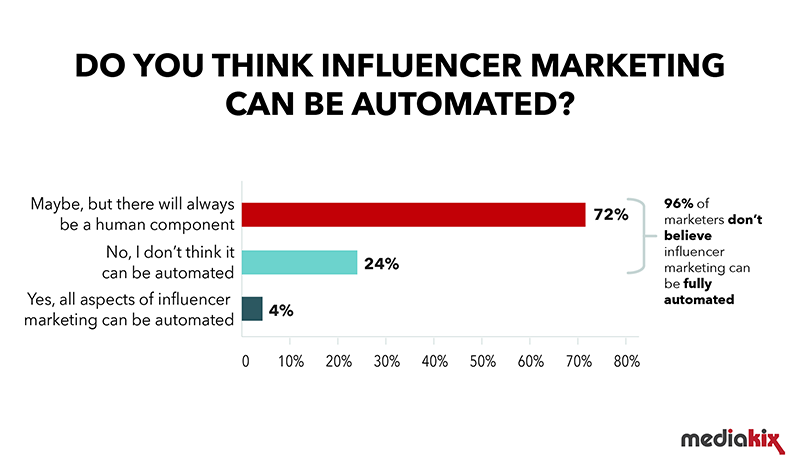 DO YOU THINK INFLUENCER MARKETING
CAN BE AUTOMATED?
Maybe, but there will always
be a human component
72%
No, I don't think it
can be automated
24%
Yes, all aspects of influencer
marketing can be automated
4%
96% of
marketers don't
believe
influencer
marketing can
be fully
automated
0 10% 20% 30% 40% 50% 60% 70% 80%
mediakix